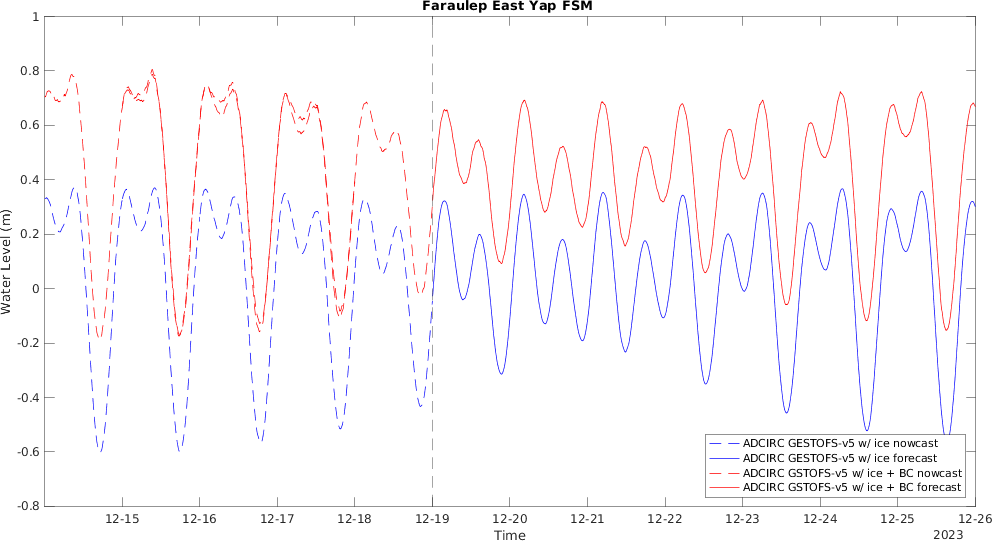 Faraulep East Yap FSM
1
0.8
0.6
0.4
0.2
0
-0.2
-0.4
-0.6
-0.8
Water Level (m)
ADCIRC GESTOFS-v5 w/ ice nowcast
ADCIRC GESTOFS-v5 w/ ice forecast
ADCIRC GSTOFS-v5 w/ ice + BC nowcast
ADCIRC GSTOFS-v5 w/ ice + BC forecast
12-15 12-16 12-17 12-18 12-19 12-20 12-21 12-22 12-23 12-24 12-25 12-26
Time
2023